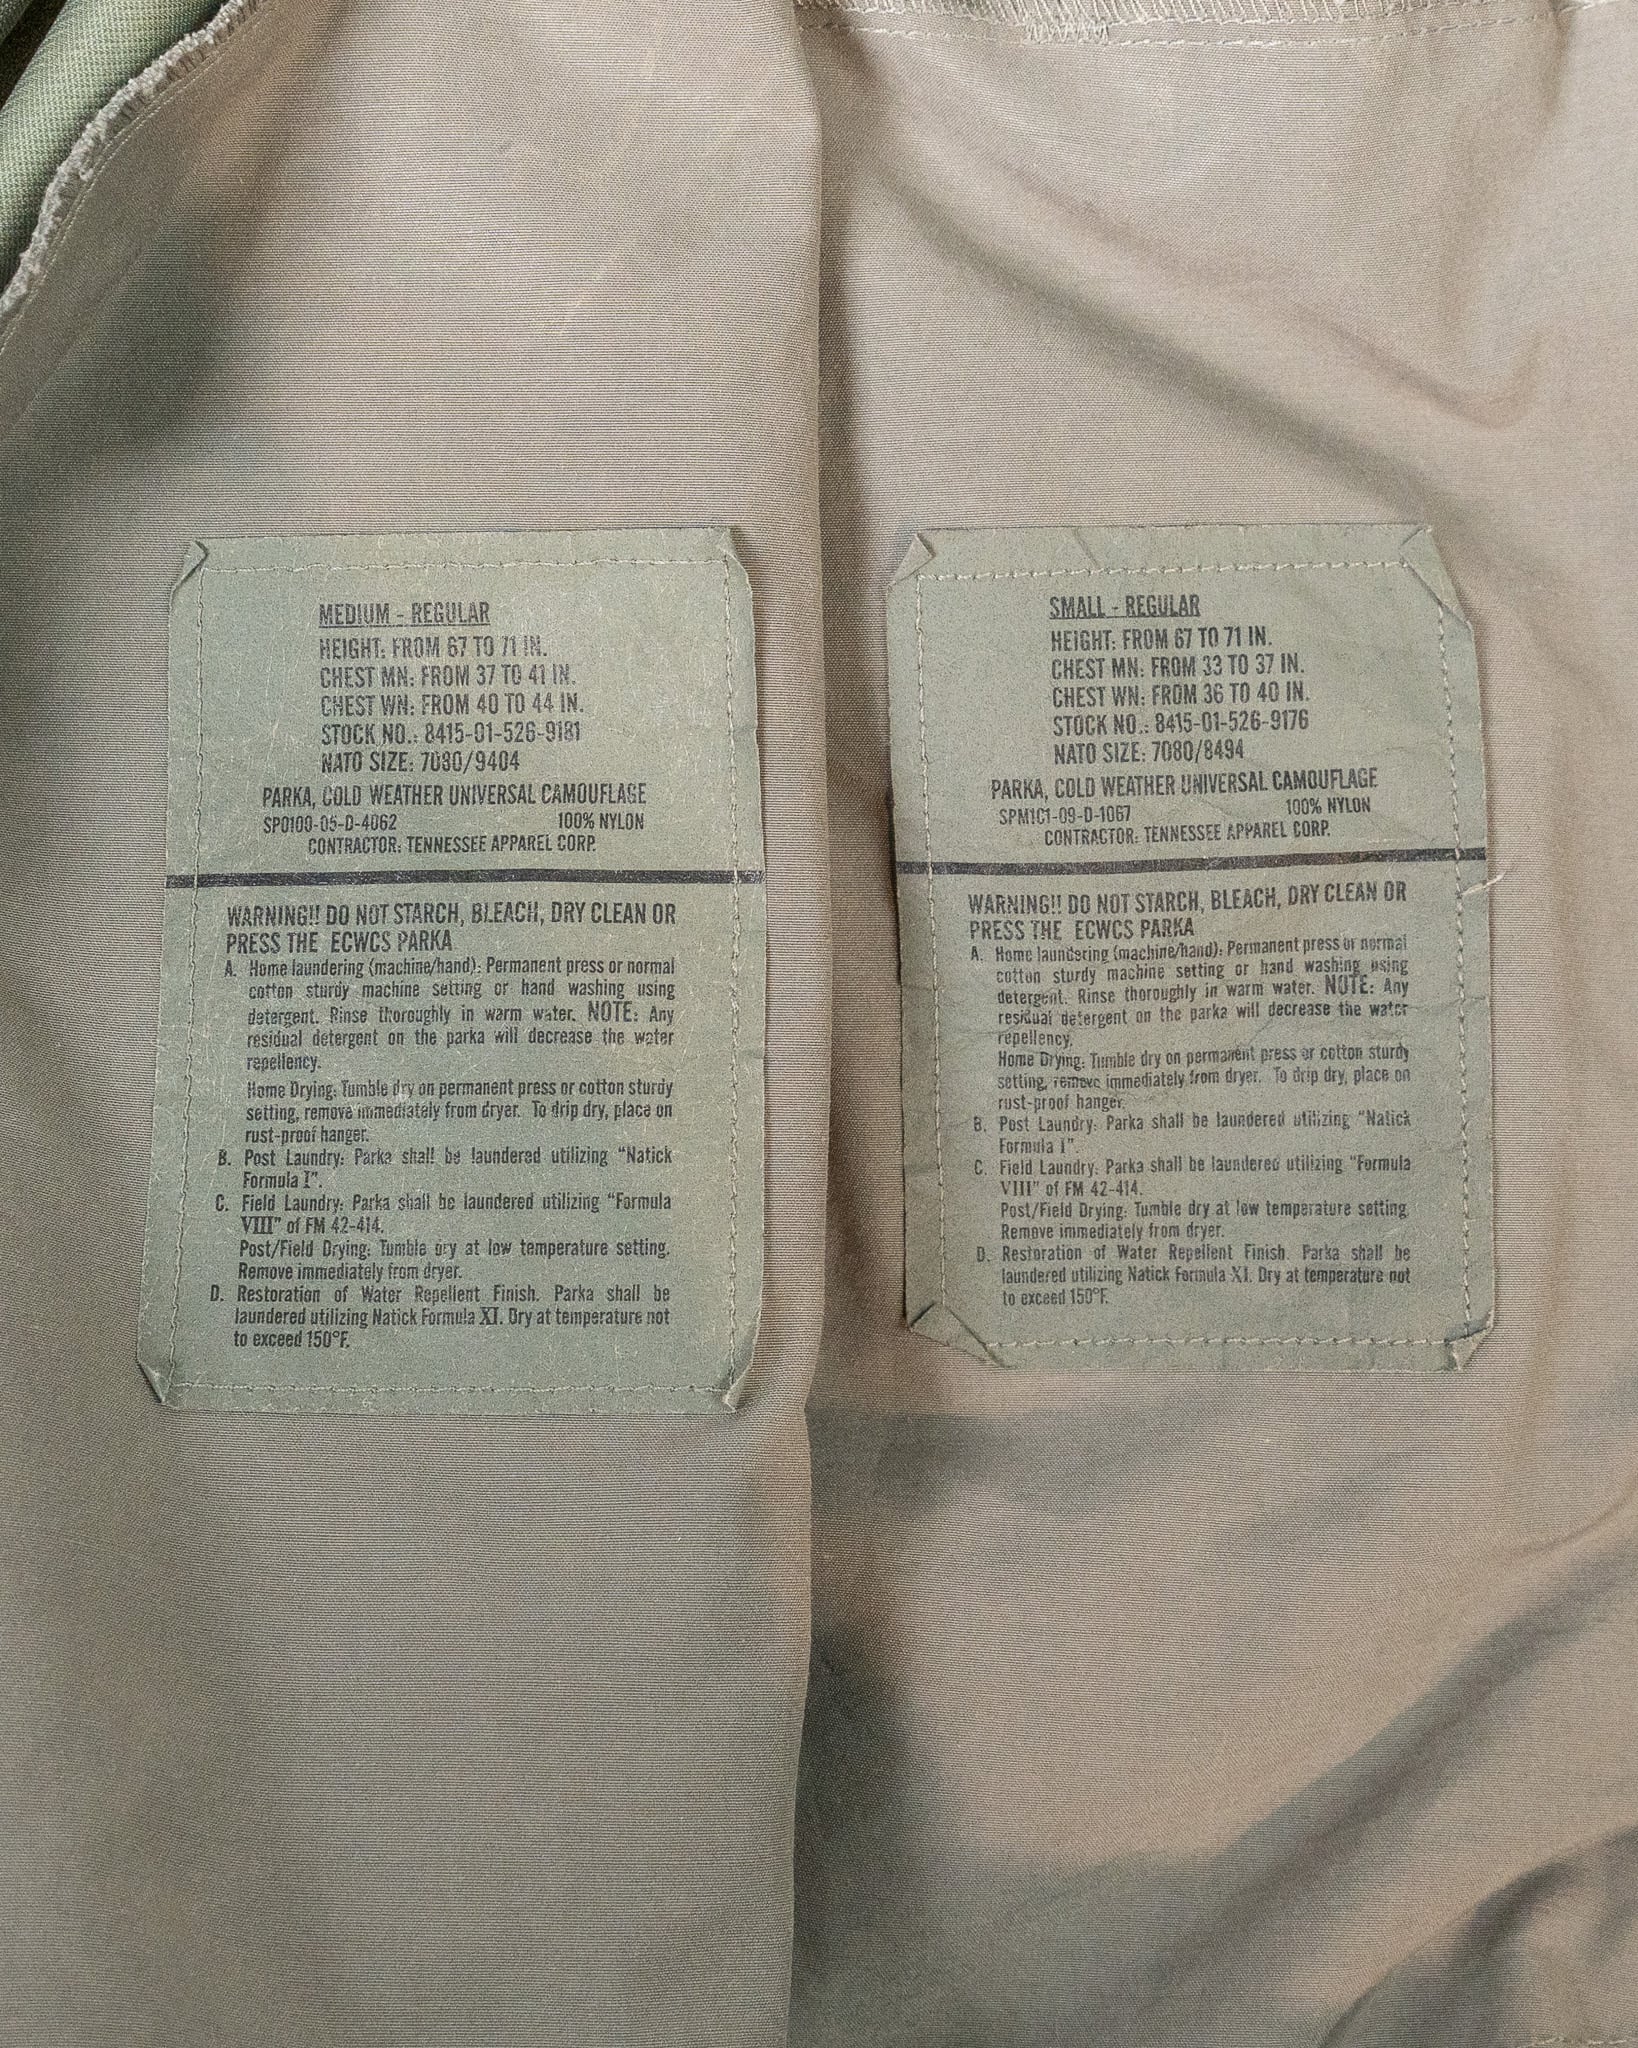 MEDIUM - REGULAR
HEIGHT: FROM 67 TO 71 IN.
CHEST MN: FROM 37 TO 41 IN.
CHEST WN: FROM 40 TO 44 IN.
STOCK NO.: 8415-01-526-9181
NATO SIZE: 7080/9404
PARKA, COLD WEATHER UNIVERSAL CAMOUFLAGE
SP0100-05-D-4062 100% NYLON
CONTRACTOR: TENNESSEE APPAREL CORP.
WARNING!! DO NOT STARCH, BLEACH, DRY CLEAN OR
PRESS THE ECWCS PARKA
A. Home laundering (machine/hand): Permanent press or normal
cotton sturdy machine setting or hand washing using
detergent. Rinse thoroughly in warm water. NOTE: Any
residual detergent on the parka will decrease the water
repellency.
Home Drying: Tumble dry on permanent press or cotton sturdy
setting, remove immediately from dryer. To drip dry, place on
rust-proof hanger.
B. Post Laundry: Parka shall be laundered utilizing "Natick
Formula I".
C. Field Laundry: Parka shall be laundered utilizing "Formula
VIII" of FM 42-414.
Post/Field Drying: Tumble dry at low temperature setting.
Remove immediately from dryer.
D. Restoration of Water Repellent Finish. Parka shall be
laundered utilizing Natick Formula XI. Dry at temperature not
to exceed 150°F.
SMALL - REGULAR
HEIGHT: FROM 67 TO 71 IN.
CHEST MN: FROM 33 TO 37 IN.
CHEST WN: FROM 36 TO 40 IN.
STOCK NO.: 8415-01-526-9176
NATO SIZE: 7080/8494
PARKA, COLD WEATHER UNIVERSAL CAMOUFLAGE
SPM1C1-09-D-1067 100% NYLON
CONTRACTOR: TENNESSEE APPAREL CORP.
WARNING!! DO NOT STARCH, BLEACH, DRY CLEAN OR
PRESS THE ECWCS PARKA
A. Home laundering (machine/hand): Permanent press or normal
cotton sturdy machine setting or hand washing using
detergent. Rinse thoroughly in warm water. NOTE: Any
residual detergent on the parka will decrease the water
repellency.
Home Drying: Tumble dry on permanent press or cotton sturdy
setting, remove immediately from dryer. To drip dry, place on
rust-proof hanger.
B. Post Laundry: Parka shall be laundered utilizing "Natick
Formula I".
C. Field Laundry: Parka shall be laundered utilizing "Formula
VIII" of FM 42-414.
Post/Field Drying: Tumble dry at low temperature setting.
Remove immediately from dryer.
D. Restoration of Water Repellent Finish. Parka shall be
laundered utilizing Natick Formula XI. Dry at temperature not
to exceed 150°F.